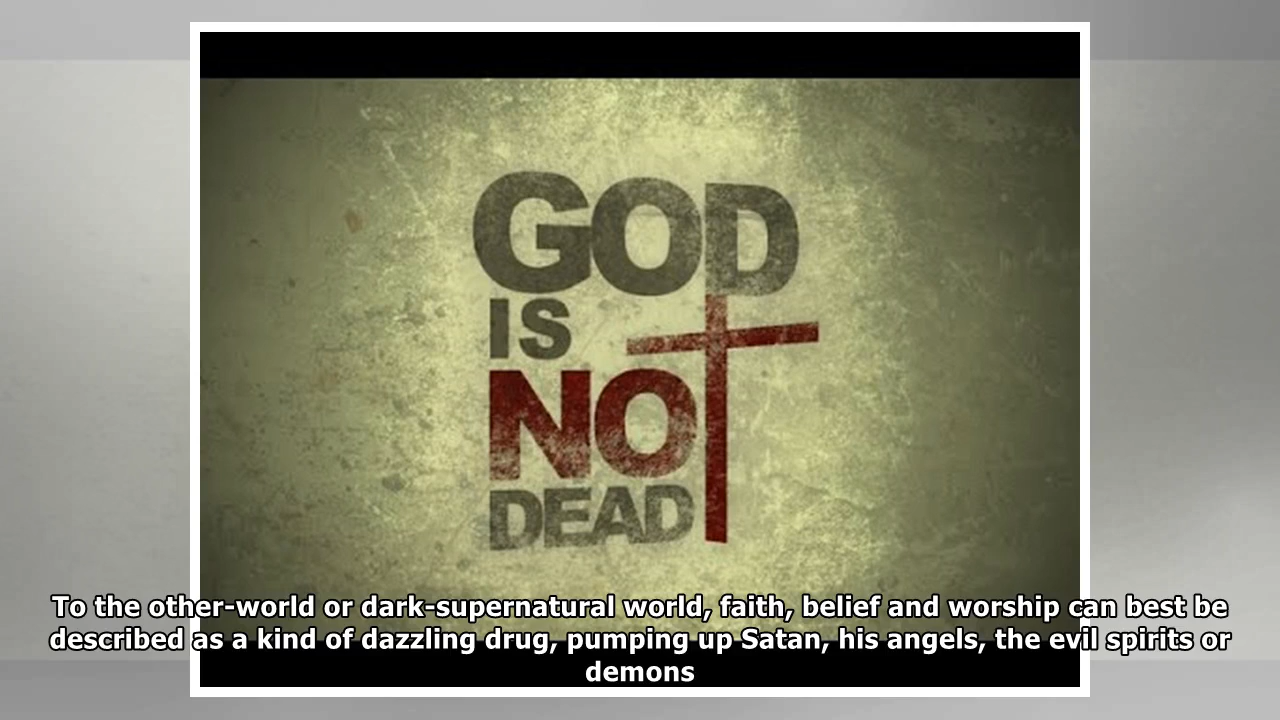 GOD
IS
NOT
DEAD
To the other-world or dark-supernatural world, faith, belief and worship can best be
described as a kind of dazzling drug, pumping up Satan, his angels, the evil spirits or
demons